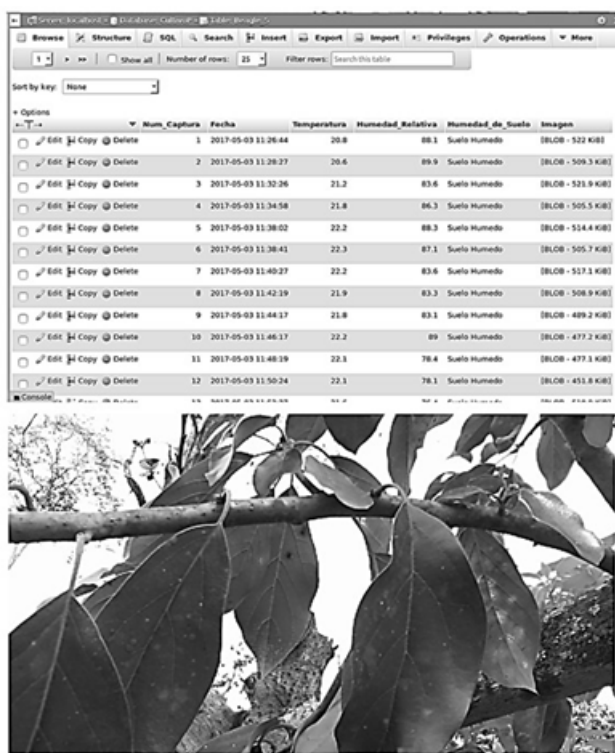 Server: localhost » Database: Cultivo » Table: Beagle_5
Browse Structure SQL Search Insert Export Import Privileges Operations More
1 > >> Show all Number of rows: 25 Filter rows: Search this table
Sort by key: None
+ Options
←T→ Num_Captura Fecha Temperatura Humedad_Relativa Humedad_de_Suelo Imagen
Edit Copy Delete 1 2017-05-03 11:26:44 20.8 88.1 Suelo Humedo [BLOB - 522 KiB]
Edit Copy Delete 2 2017-05-03 11:28:27 20.6 89.9 Suelo Humedo [BLOB - 509.3 KiB]
Edit Copy Delete 3 2017-05-03 11:32:26 21.2 83.6 Suelo Humedo [BLOB - 521.9 KiB]
Edit Copy Delete 4 2017-05-03 11:34:58 21.8 86.3 Suelo Humedo [BLOB - 505.5 KiB]
Edit Copy Delete 5 2017-05-03 11:38:02 22.2 88.3 Suelo Humedo [BLOB - 514.4 KiB]
Edit Copy Delete 6 2017-05-03 11:38:41 22.3 87.1 Suelo Humedo [BLOB - 505.7 KiB]
Edit Copy Delete 7 2017-05-03 11:40:27 22.2 83.6 Suelo Humedo [BLOB - 517.1 KiB]
Edit Copy Delete 8 2017-05-03 11:42:19 21.9 83.3 Suelo Humedo [BLOB - 508.9 KiB]
Edit Copy Delete 9 2017-05-03 11:44:17 21.8 83.1 Suelo Humedo [BLOB - 489.2 KiB]
Edit Copy Delete 10 2017-05-03 11:46:17 22.2 89 Suelo Humedo [BLOB - 477.2 KiB]
Edit Copy Delete 11 2017-05-03 11:48:19 22.1 78.4 Suelo Humedo [BLOB - 477.1 KiB]
Edit Copy Delete 12 2017-05-03 11:50:24 22.1 78.1 Suelo Humedo [BLOB - 451.8 KiB]
Console